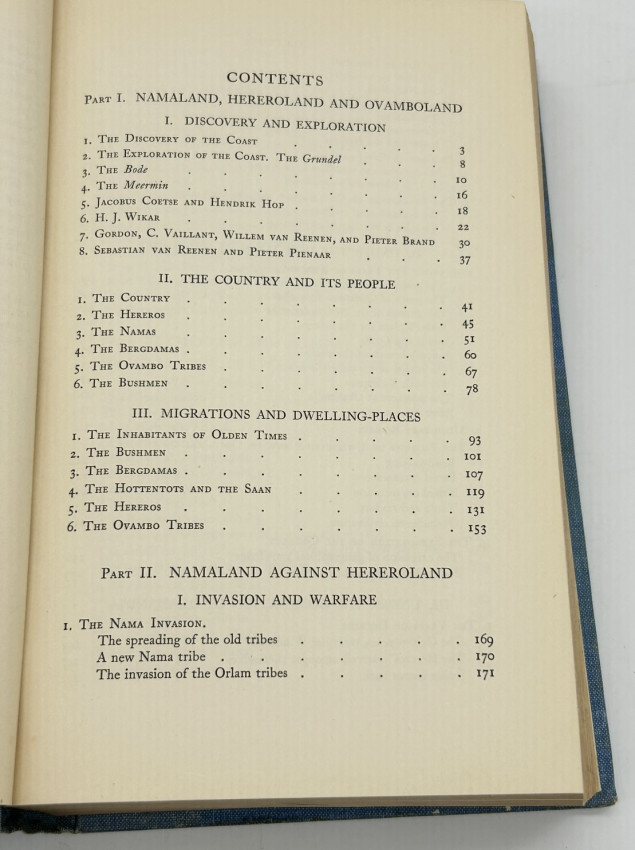 CONTENTS
PART I. NAMALAND, HEREROLAND AND OVAMBOLAND
I. DISCOVERY AND EXPLORATION
1. THE DISCOVERY OF THE COAST . . . . . 3
2. THE EXPLORATION OF THE COAST. THE Grundel . . . 8
3. THE Bode . . . . . . . 10
4. THE Meermin . . . . . . . 16
5. JACOBUS COETSE AND HENDRIK HOP . . . . . 18
6. H. J. WIKAR . . . . . . . 22
7. GORDON, C. VAILLANT, WILLEM VAN REENEN, AND PIETER BRAND 30
8. SEBASTIAN VAN REENEN AND PIETER PIENAAR . . . 37
II. THE COUNTRY AND ITS PEOPLE
1. THE COUNTRY . . . . . . . 41
2. THE HEREROS . . . . . . . 45
3. THE NAMAS . . . . . . . 51
4. THE BERGDAMAS . . . . . . . 60
5. THE OVAMBO TRIBES . . . . . . 67
6. THE BUSHMEN . . . . . . . 78
III. MIGRATIONS AND DWELLING-PLACES
1. THE INHABITANTS OF OLDEN TIMES . . . . . 93
2. THE BUSHMEN . . . . . . . 101
3. THE BERGDAMAS . . . . . . . 107
4. THE HOTTENTOTS AND THE SAAN . . . . . 119
5. THE HEREROS . . . . . . . 131
6. THE OVAMBO TRIBES . . . . . . 153
PART II. NAMALAND AGAINST HEREROLAND
I. INVASION AND WARFARE
1. THE NAMA INVASION.
The spreading of the old tribes . . . . . 169
A new Nama tribe . . . . . . 170
The invasion of the Orlam tribes . . . . . 171